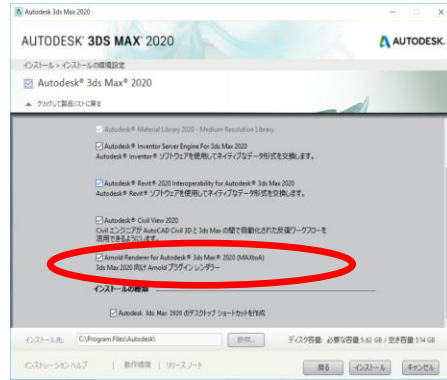 Autodesk 3ds Max 2020
AUTODESK® 3DS MAX® 2020
AUTODESK.
インストール > インストールの環境設定
Autodesk® 3ds Max® 2020
クリックして製品リストに戻る
Autodesk® Material Library 2020 - Medium Resolution Library
Autodesk® Inventor Server Engine For 3ds Max 2020
Autodesk® Inventor® ソフトウェアを使用してネイティブなデータ形式を交換します。
Autodesk® Revit® 2020 Interoperability for Autodesk® 3ds Max 2020
Autodesk® Revit® ソフトウェアを使用してネイティブなデータ形式を交換します。
Autodesk® Civil View 2020
Civil エンジニアが AutoCAD Civil 3D と 3ds Max の間で自動化された反復ワークフローを
活用できるようにします。
Arnold Renderer for Autodesk® 3ds Max® 2020 (MAXtoA)
3ds Max 2020 向け Arnold プラグイン レンダラー
インストールの種類
Autodesk 3ds Max 2020 のデスクトップ ショートカットを作成
インストール先: C:\Program Files\Autodesk\ 参照... ディスク容量: 必要な容量 5.62 GB / 空き容量 514 GB
インストレーション ヘルプ | 動作環境 | リリース ノート 戻る インストール キャンセル